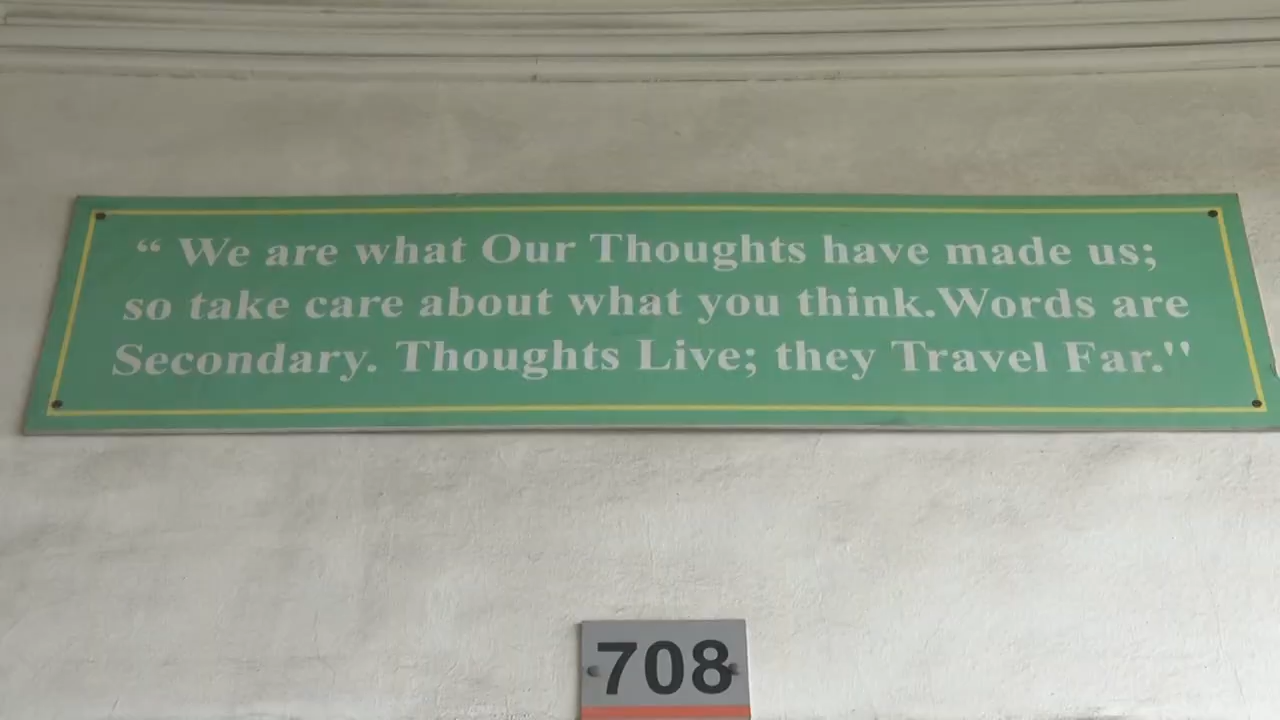 “ We are what Our Thoughts have made us;
so take care about what you think.Words are
Secondary. Thoughts Live; they Travel Far.''
708